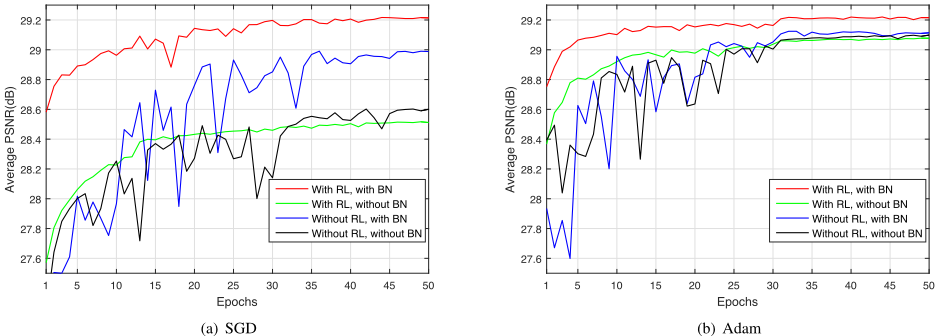 29.2
29
28.8
28.6
28.4
28.2
28
27.8
27.6
Average PSNR(dB)
With RL, with BN
With RL, without BN
Without RL, with BN
Without RL, without BN
1 5 10 15 20 25 30 35 40 45 50
Epochs
(a) SGD
29.2
29
28.8
28.6
28.4
28.2
28
27.8
27.6
Average PSNR(dB)
With RL, with BN
With RL, without BN
Without RL, with BN
Without RL, without BN
1 5 10 15 20 25 30 35 40 45 50
Epochs
(b) Adam